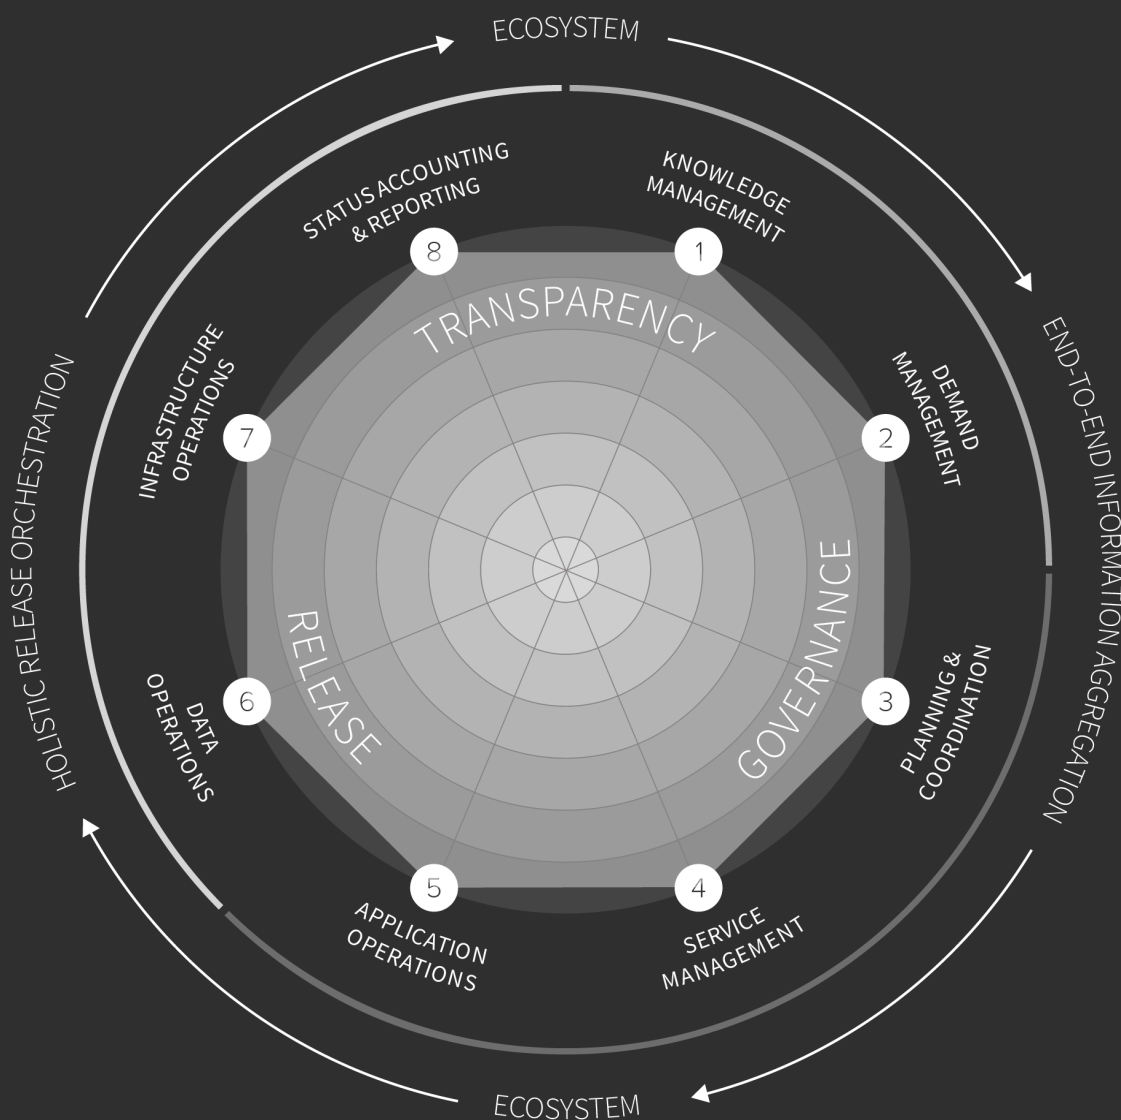 ECOSYSTEM
END-TO-END INFORMATION AGGREGATION
ECOSYSTEM
HOLISTIC RELEASE ORCHESTRATION
KNOWLEDGE
MANAGEMENT
1
DEMAND
MANAGEMENT
2
PLANNING &
COORDINATION
3
SERVICE
MANAGEMENT
4
APPLICATION
OPERATIONS
5
DATA
OPERATIONS
6
INFRASTRUCTURE
OPERATIONS
7
STATUS ACCOUNTING
& REPORTING
8
TRANSPARENCY
GOVERNANCE
RELEASE